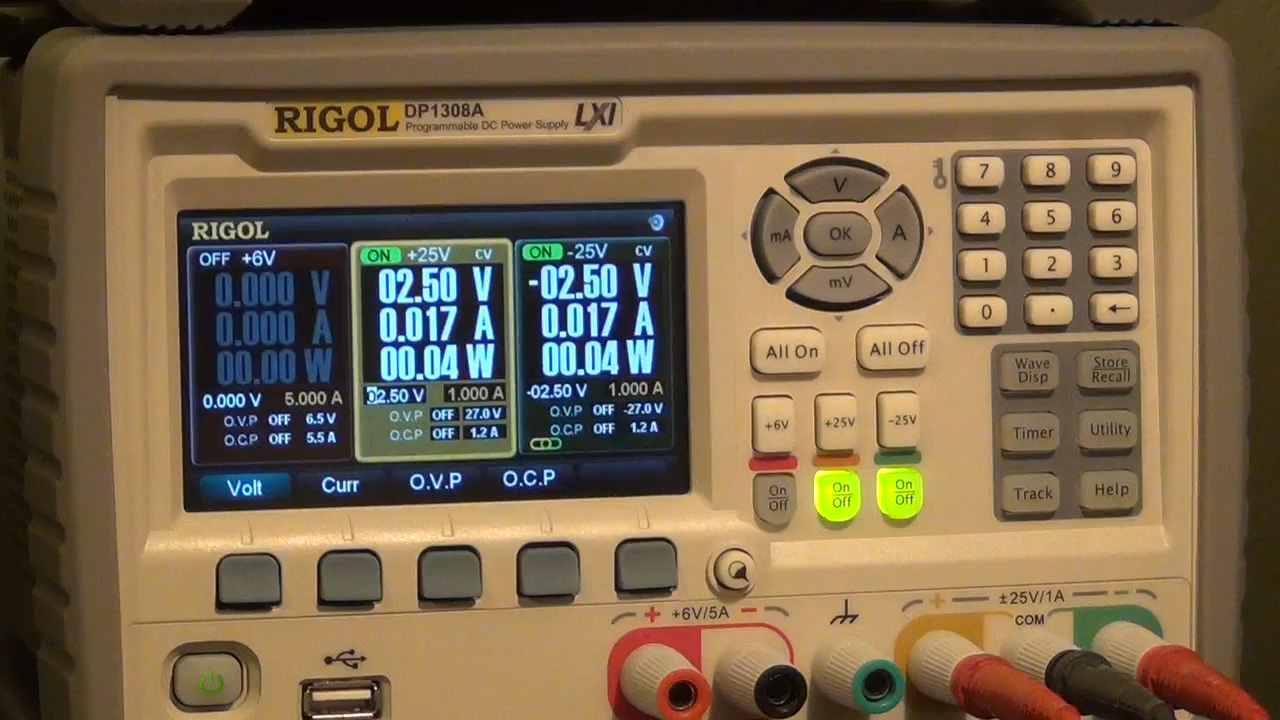 RIGOL DP1308A LXI
Programmable DC Power Supply
RIGOL
OFF +6V
0.000 V
0.000 A
00.00 W
0.000 V 5.000 A
O.V.P OFF 6.5 V
O.C.P OFF 5.5 A
ON +25V CV
02.50 V
0.017 A
00.04 W
02.50 V 1.000 A
O.V.P OFF 27.0 V
O.C.P OFF 1.2 A
ON -25V CV
-02.50 V
0.017 A
00.04 W
-02.50 V 1.000 A
O.V.P OFF -27.0 V
O.C.P OFF 1.2 A
Volt Curr O.V.P O.C.P
V
mA OK A
mV
7 8 9
4 5 6
1 2 3
0 . ←
All On All Off
+6V +25V -25V
On/Off On/Off On/Off
Wave Disp
Store Recall
Timer Utility
Track Help
+ +6V/5A −
+ ±25V/1A −
COM